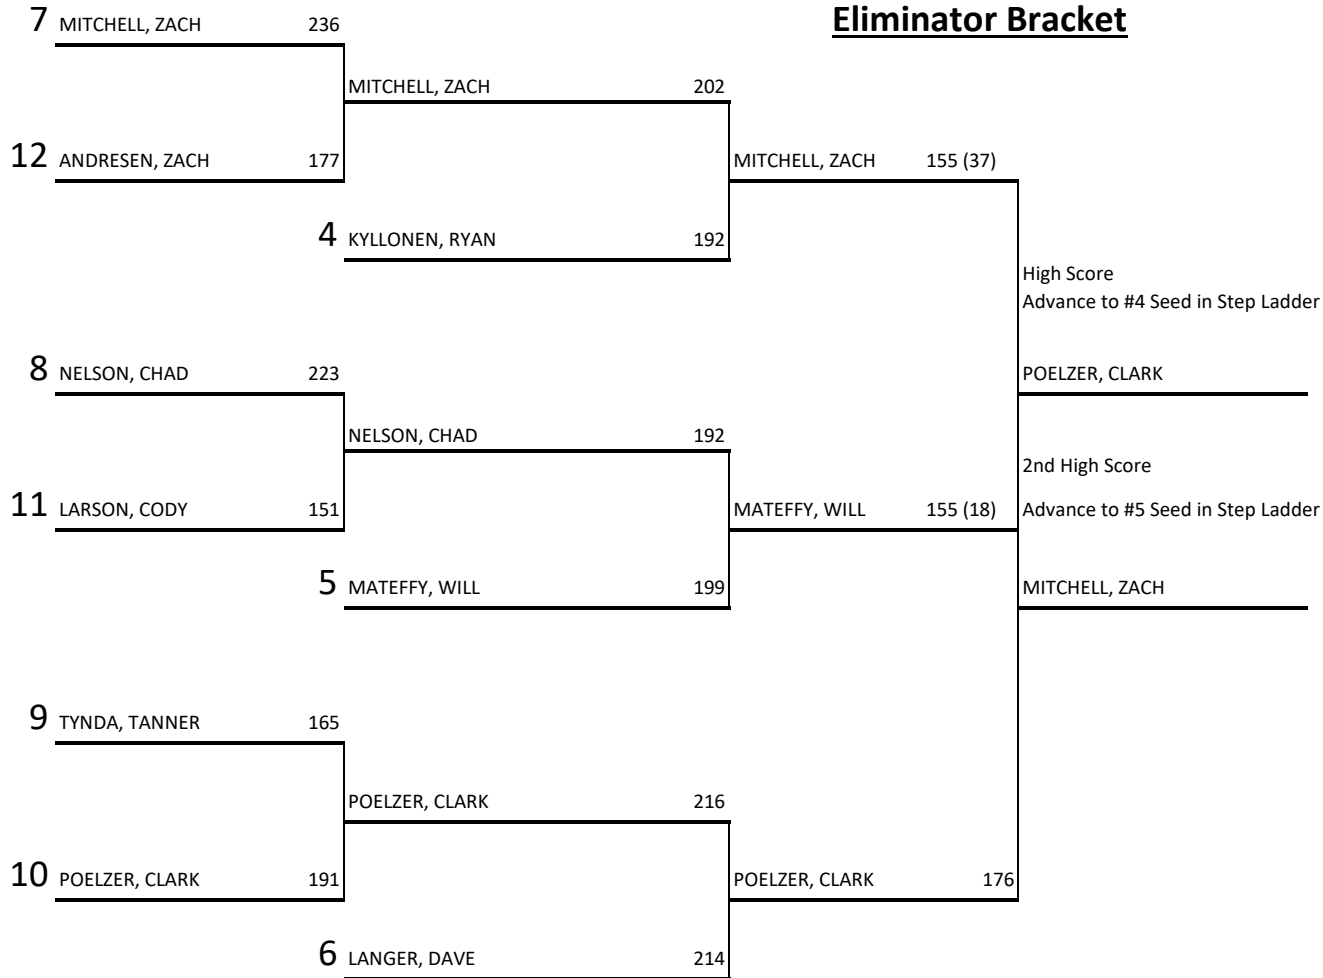 Eliminator Bracket
7 MITCHELL, ZACH 236
MITCHELL, ZACH 202
12 ANDRESEN, ZACH 177
MITCHELL, ZACH 155 (37)
4 KYLLONEN, RYAN 192
High Score
Advance to #4 Seed in Step Ladder
8 NELSON, CHAD 223
POELZER, CLARK
NELSON, CHAD 192
2nd High Score
11 LARSON, CODY 151
MATEFFY, WILL 155 (18)
Advance to #5 Seed in Step Ladder
5 MATEFFY, WILL 199
MITCHELL, ZACH
9 TYNDA, TANNER 165
POELZER, CLARK 216
10 POELZER, CLARK 191
POELZER, CLARK 176
6 LANGER, DAVE 214